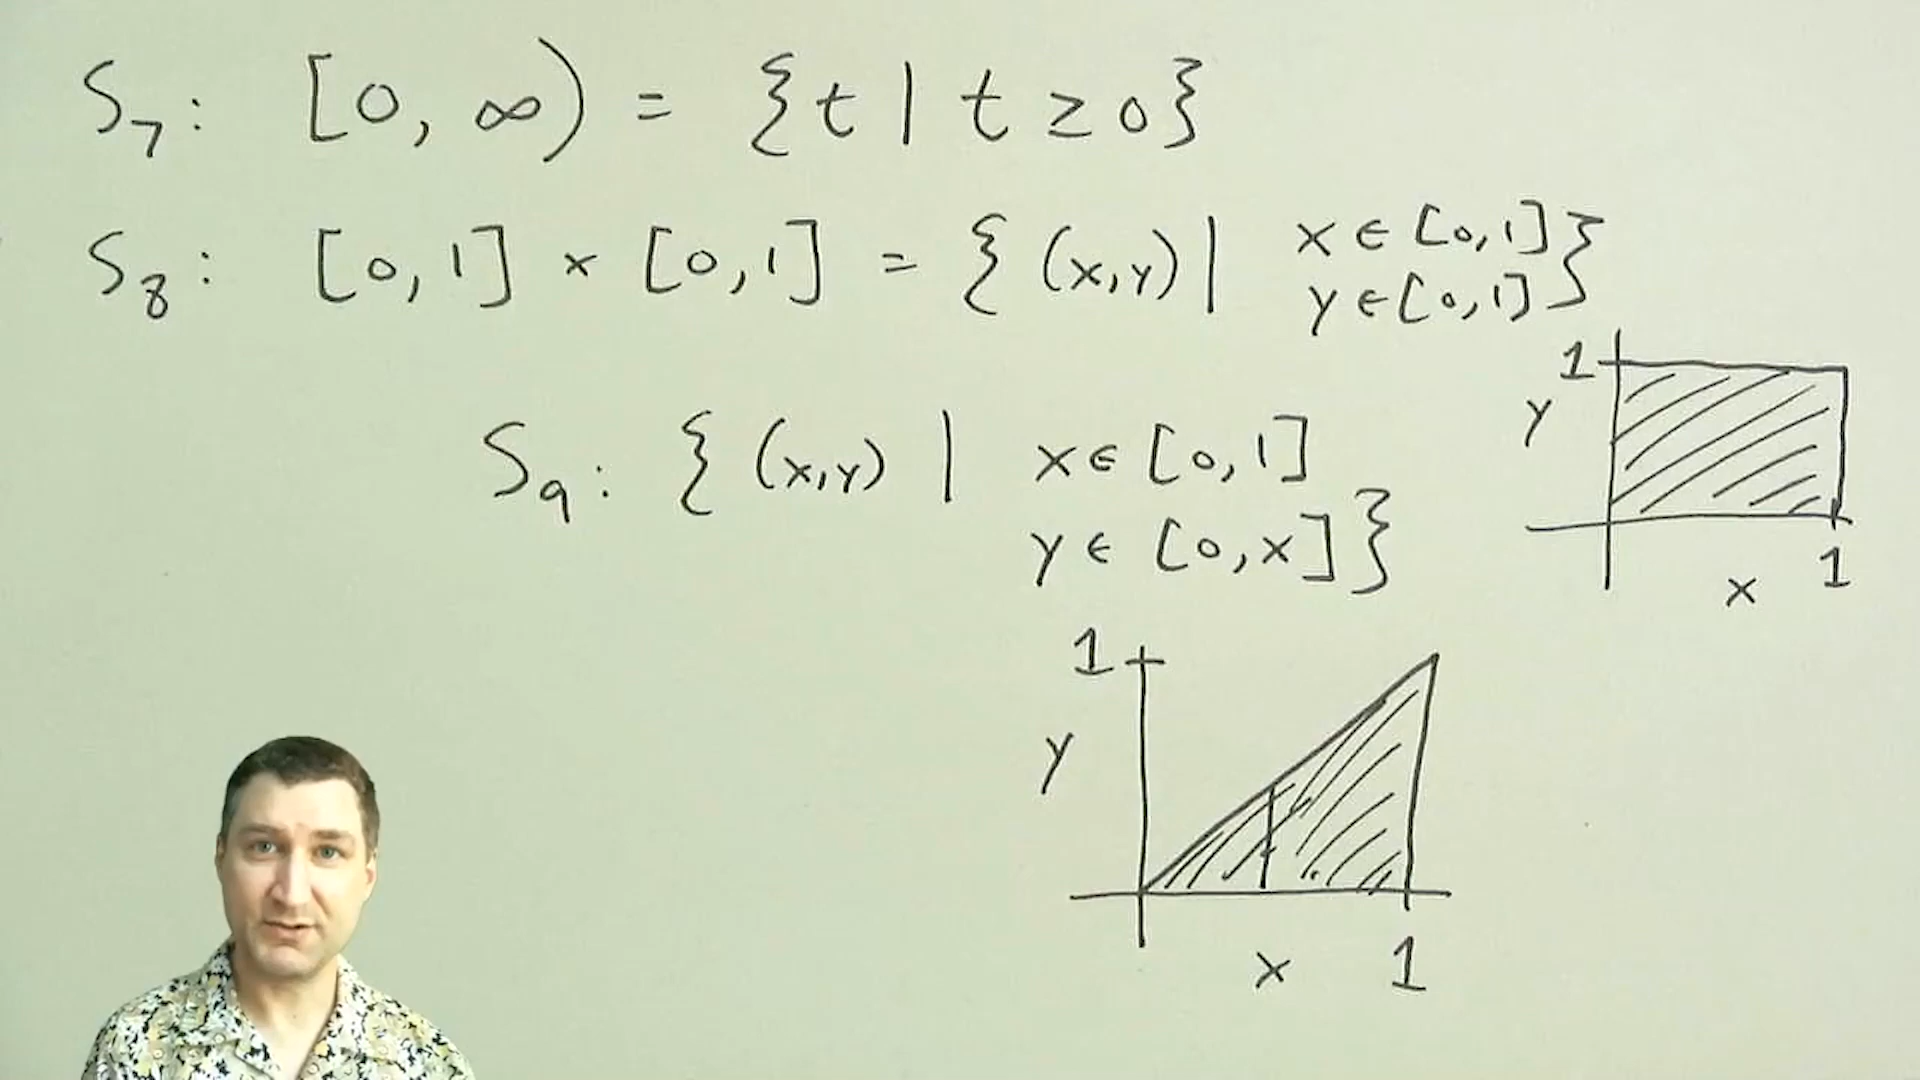 S₇: [0, ∞) = {t | t ≥ 0}
S₈: [0, 1] × [0, 1] = { (x, y) | x ∈ [0, 1]
y ∈ [0, 1] }
1
y
1
x
S₉: { (x, y) | x ∈ [0, 1]
y ∈ [0, x] }
1
y
x
1